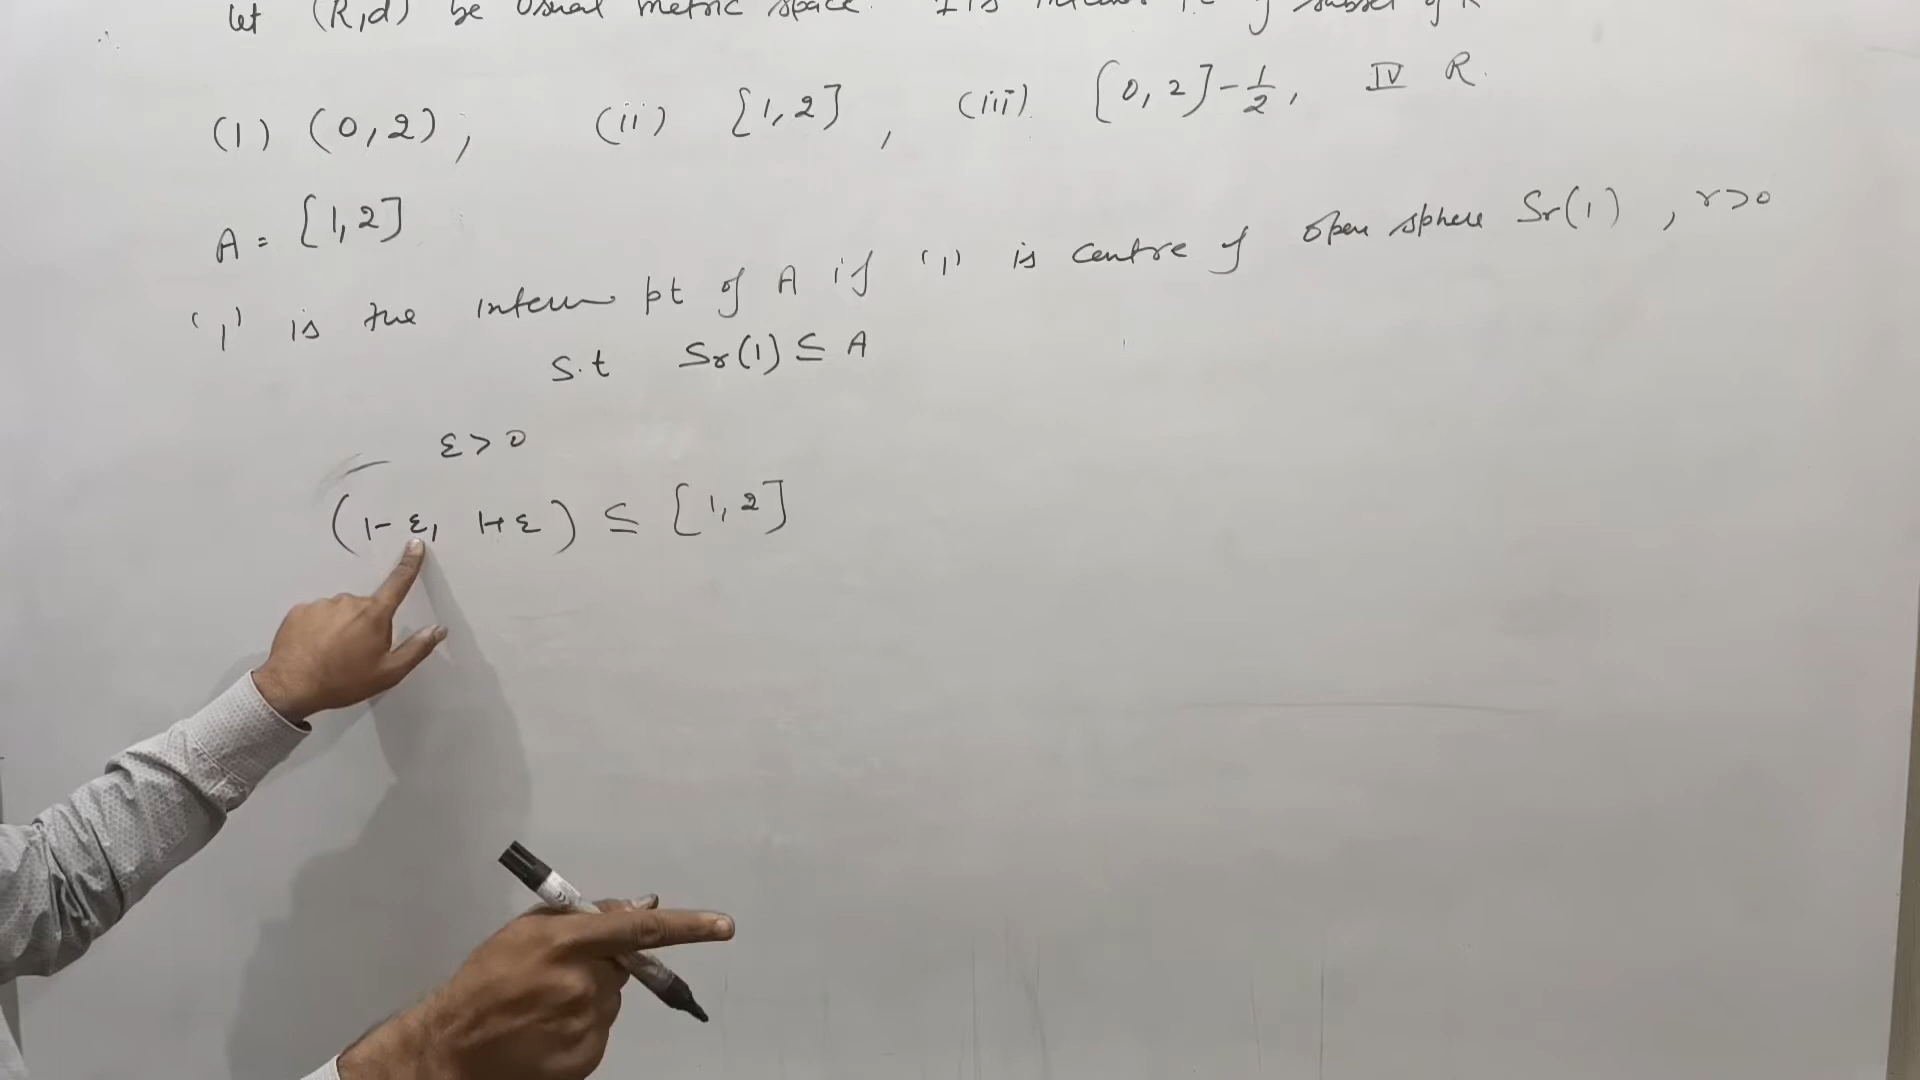 let (R,d) be usual metric space.
(1) (0,2), (ii) [1,2], (iii) [0,2]-1/2, IV R.
A = [1,2]
'1' is the pt of A if '1' is centre of open sphere Sr(1), r>0
s.t Sr(1) ⊆ A
ε>0
(1-ε, 1+ε) ⊆ [1,2]